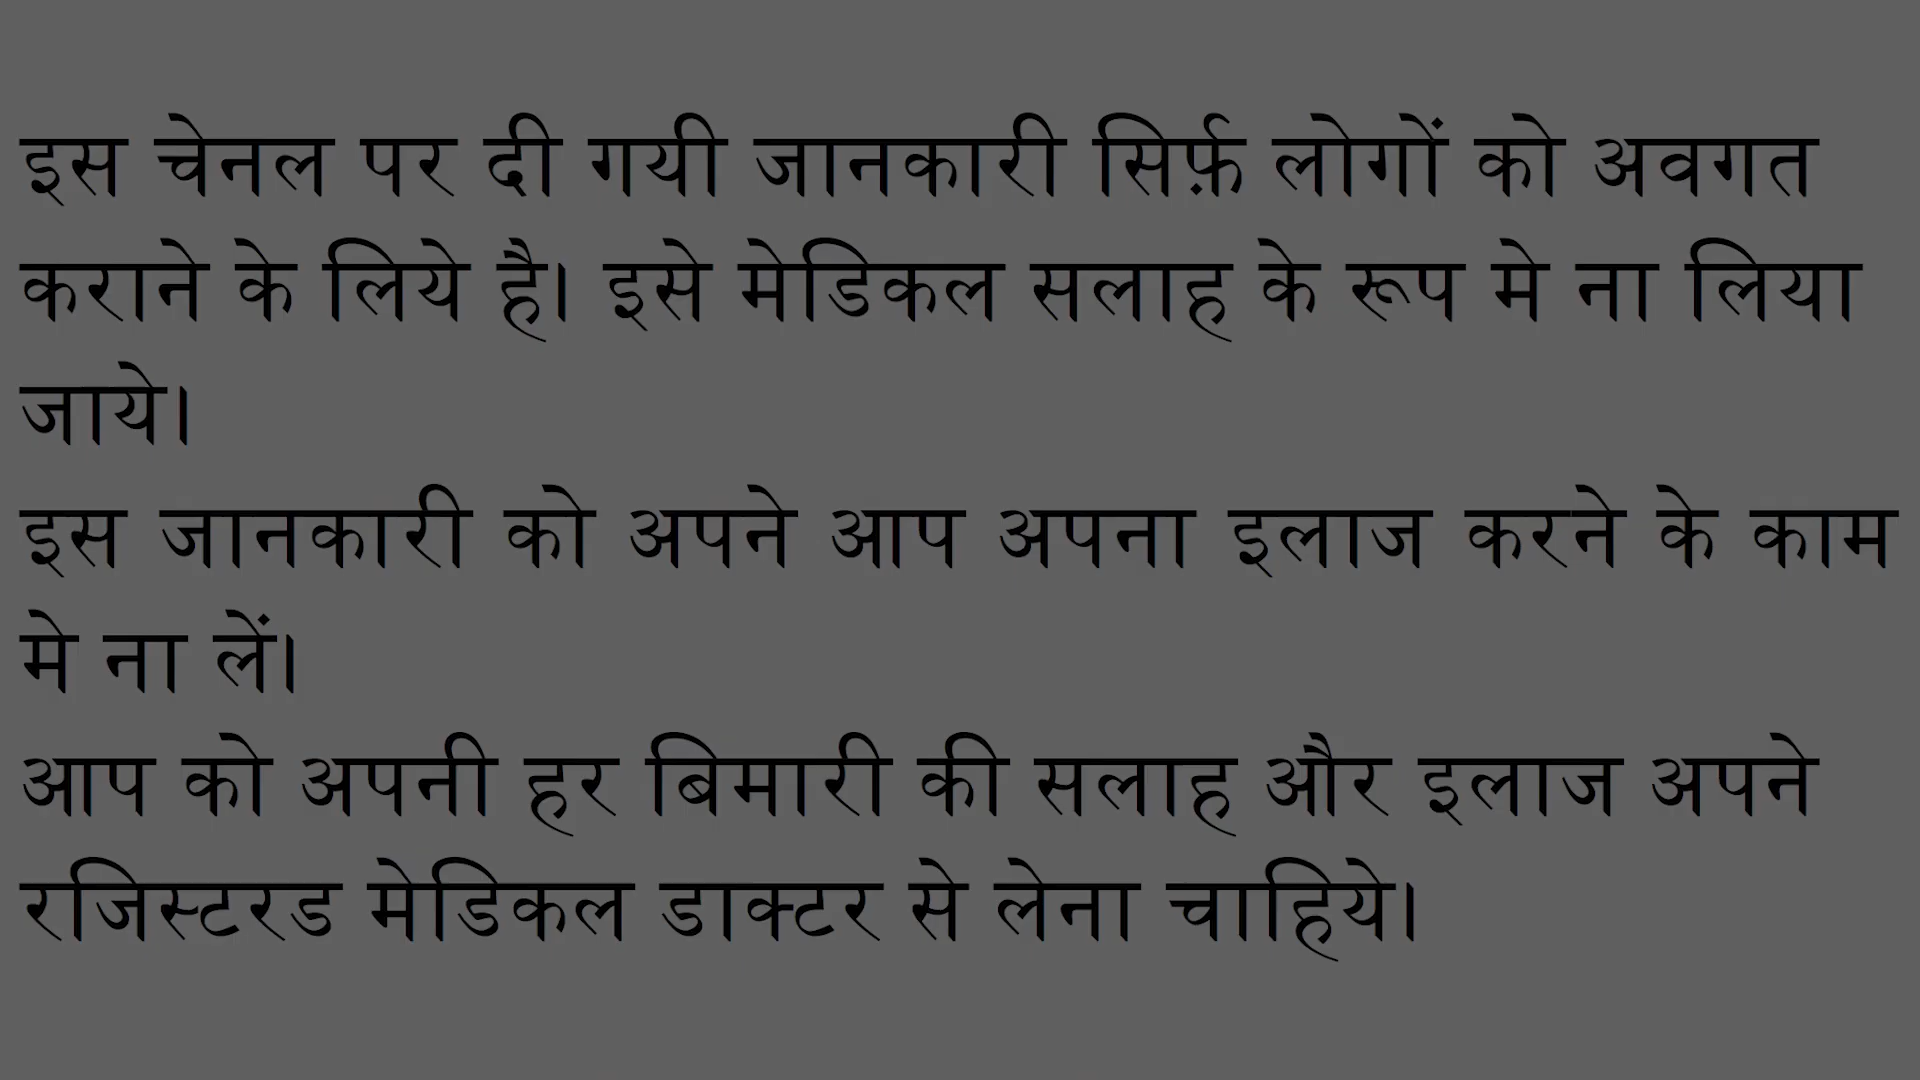 इस चेनल पर दी गयी जानकारी सिर्फ़ लोगों को अवगत
कराने के लिये है। इसे मेडिकल सलाह के रूप मे ना लिया
जाये।
इस जानकारी को अपने आप अपना इलाज करने के काम
मे ना लें।
आप को अपनी हर बिमारी की सलाह और इलाज अपने
रजिस्टरड मेडिकल डाक्टर से लेना चाहिये।